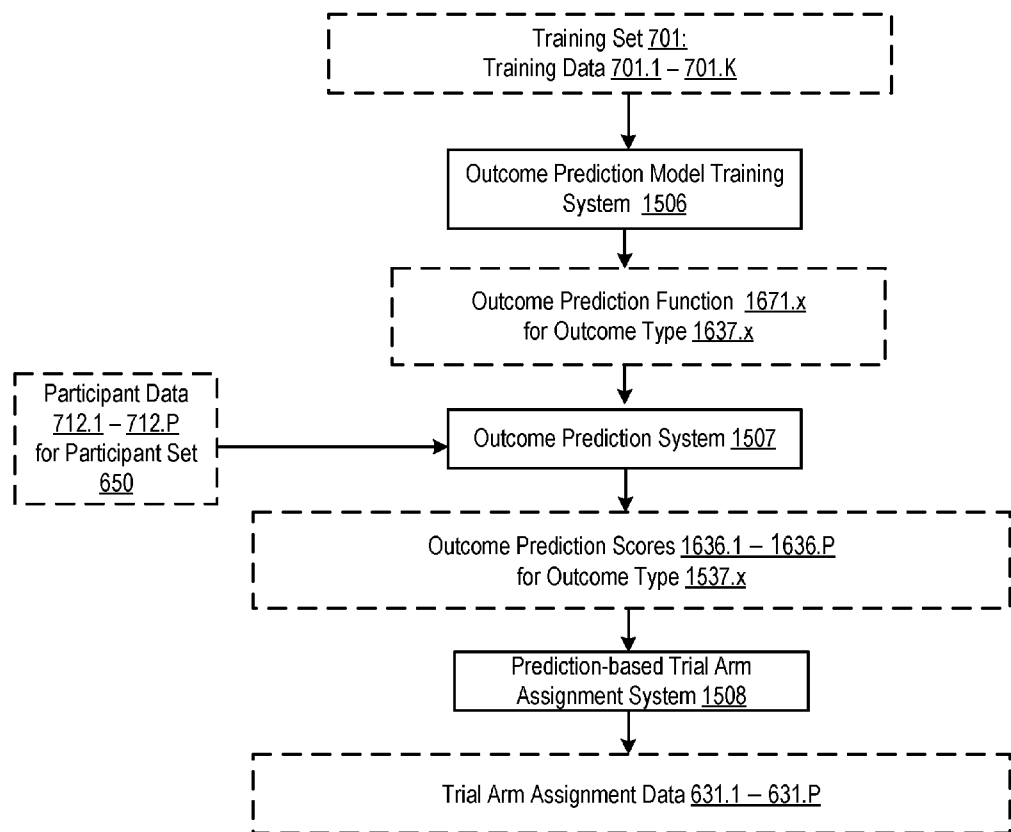 Training Set 701:
Training Data 701.1 – 701.K
Outcome Prediction Model Training
System 1506
Outcome Prediction Function 1671.x
for Outcome Type 1637.x
Participant Data
712.1 – 712.P
for Participant Set
650
Outcome Prediction System 1507
Outcome Prediction Scores 1636.1 – 1636.P
for Outcome Type 1537.x
Prediction-based Trial Arm
Assignment System 1508
Trial Arm Assignment Data 631.1 – 631.P